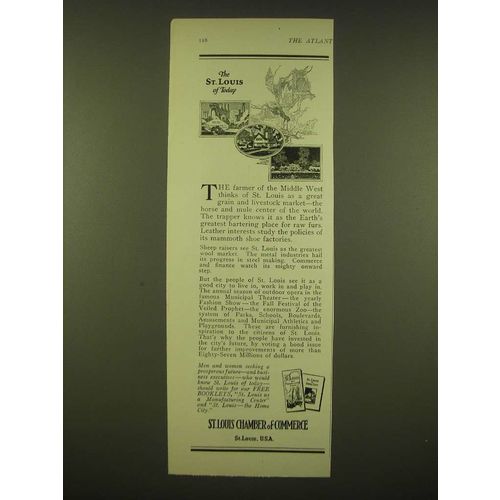 128 THE ATLANT
The
ST. LOUIS
of Today
THE farmer of the Middle West
thinks of St. Louis as a great
grain and livestock market—the
horse and mule center of the world.
The trapper knows it as the Earth's
greatest bartering place for raw furs.
Leather interests study the policies of
its mammoth shoe factories.
Sheep raisers see St. Louis as the greatest
wool market. The metal industries hail
its progress in steel making. Commerce
and finance watch its mighty onward
step.
But the people of St. Louis see it as a
good city to live in, work in and play in.
The annual season of outdoor opera in the
famous Municipal Theater—the yearly
Fashion Show—the Fall Festival of the
Veiled Prophet—the enormous Zoo—the
system of Parks, Schools, Boulevards,
Amusements and Municipal Athletics and
Playgrounds. These are furnishing in-
spiration to the citizens of St. Louis.
That's why the people have invested in
the city's future, by voting a bond issue
for further improvements of more than
Eighty-Seven Millions of dollars.
Men and women seeking a
prosperous future—and busi-
ness executives—who would
know St. Louis of today—
should write for our FREE
BOOKLETS, "St. Louis as
a Manufacturing Center"
and "St. Louis—the Home
City."
ST. LOUIS CHAMBER of COMMERCE
St. Louis, U.S.A.